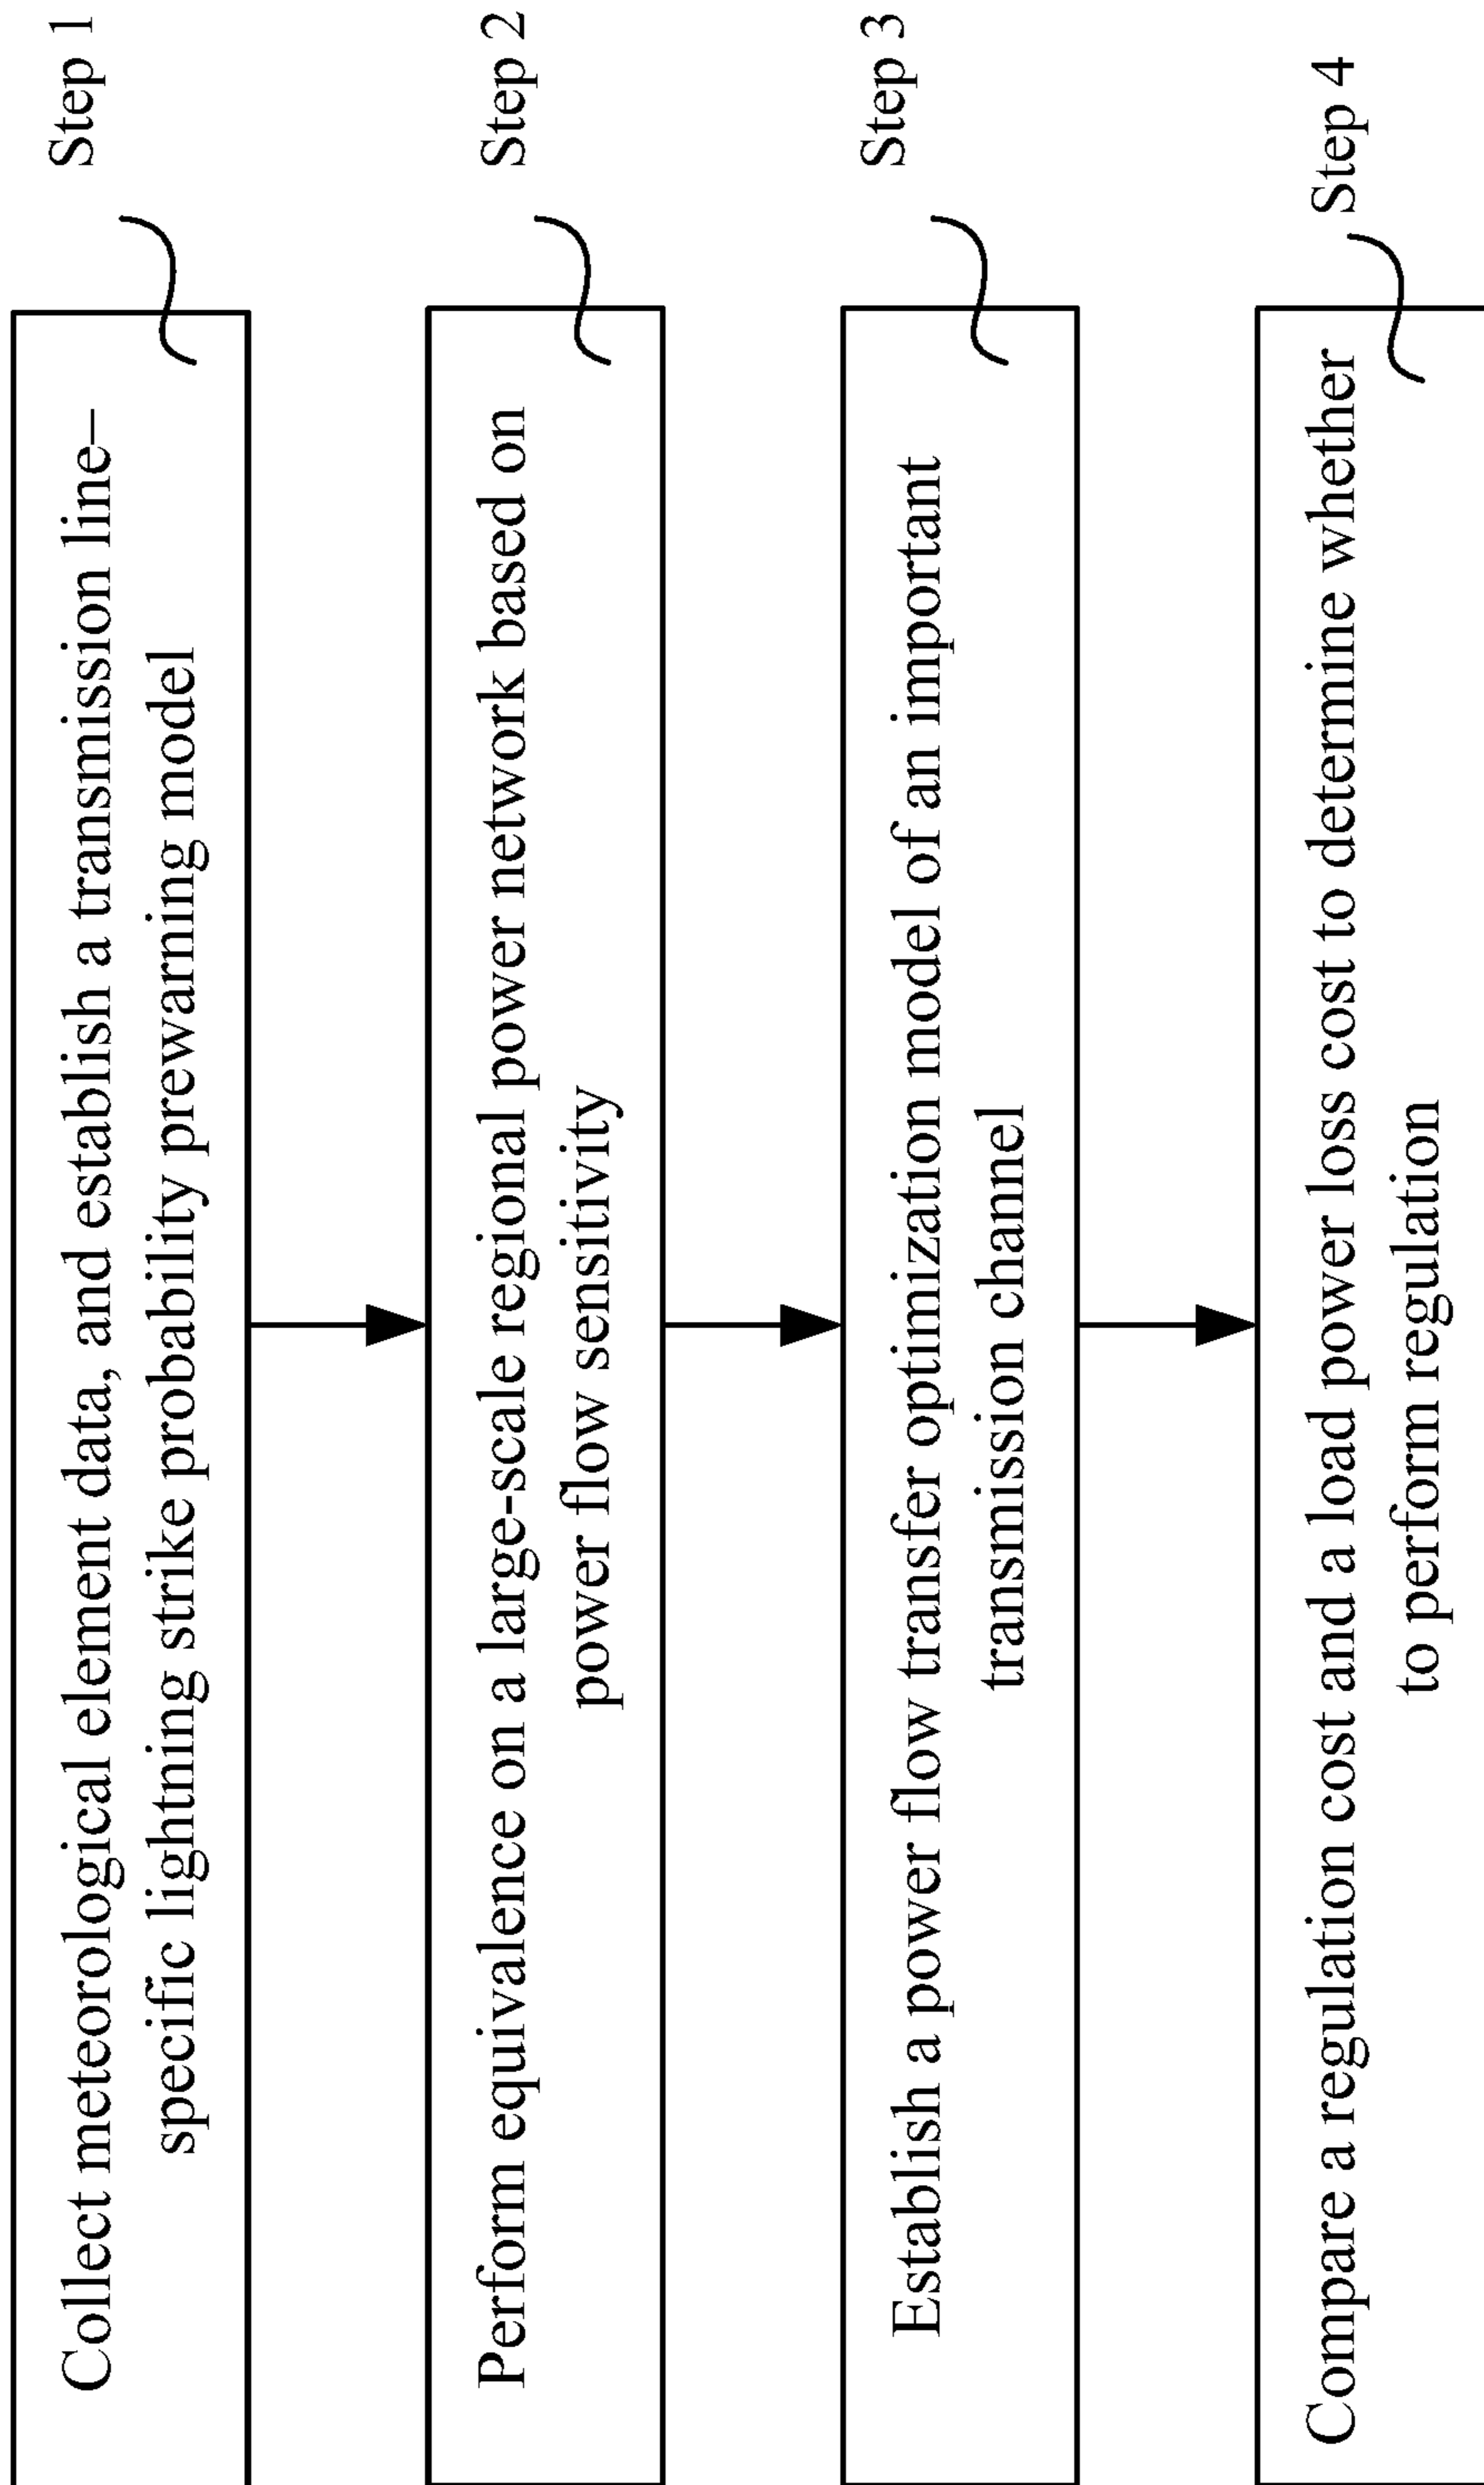 Collect meteorological element data, and establish a transmission line–
specific lightning strike probability prewarning model
Step 1
Perform equivalence on a large-scale regional power network based on
power flow sensitivity
Step 2
Establish a power flow transfer optimization model of an important
transmission channel
Step 3
Compare a regulation cost and a load power loss cost to determine whether
to perform regulation
Step 4